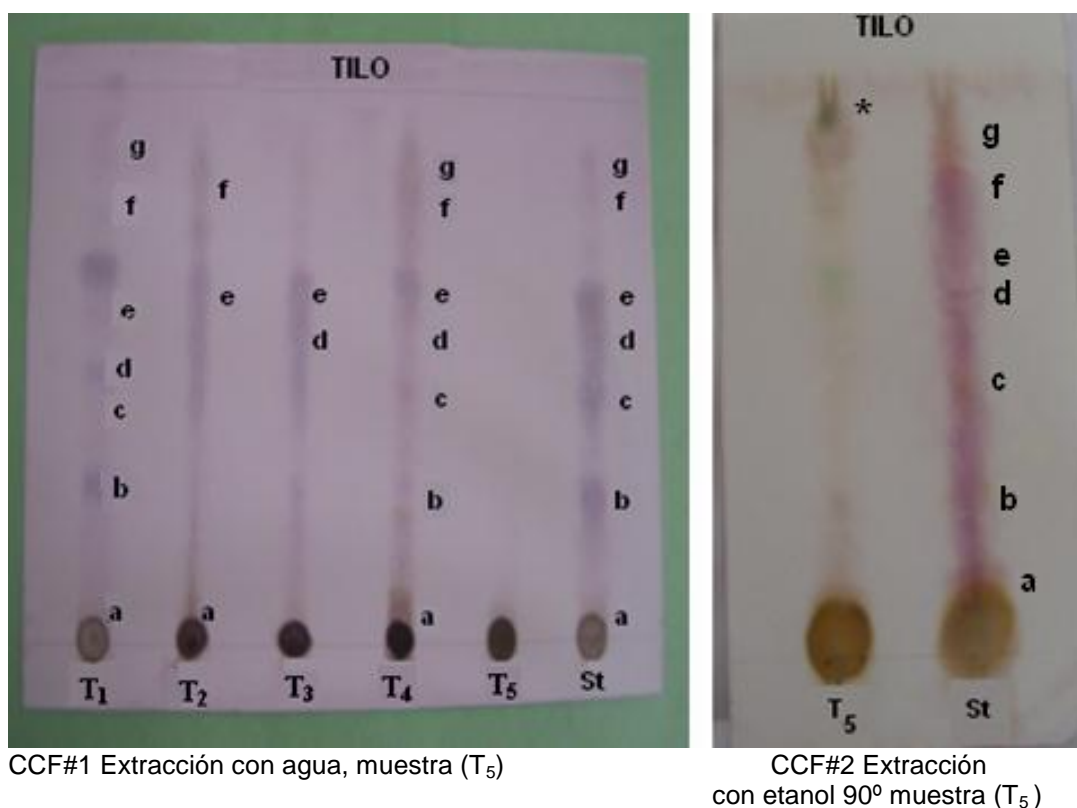 TILO
g
g
g
f
f
f
f
e
e
e
e
e
d
d
d
d
c
c
c
b
b
b
a
a
a
a
T₁
T₂
T₃
T₄
T₅
St
CCF#1 Extracción con agua, muestra (T₅)
TILO
*
g
f
e
d
c
b
a
T₅
St
CCF#2 Extracción
con etanol 90º muestra (T₅)